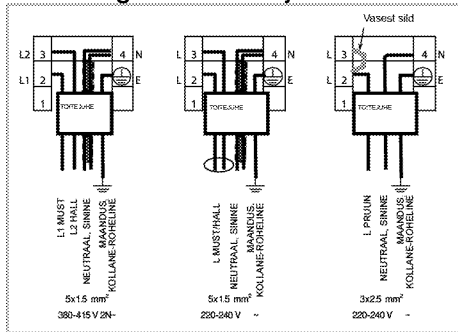 Vasest sild
L2 3 4 N
L1 2 E
1
TOITEJUHE
L1 MUST
L2 HALL
NEUTRAAL, SININE
MAANDUS,
KOLLANE-ROHELINE
5x1.5 mm²
380-415 V 2N~
L 3 4 N
L 2 E
1
TOITEJUHE
L MUST/HALL
NEUTRAAL, SININE
MAANDUS,
KOLLANE-ROHELINE
5x1.5 mm²
220-240 V ~
L 3 4 N
L 2 E
1
TOITEJUHE
L PRUUN
NEUTRAAL, SININE
MAANDUS,
KOLLANE-ROHELINE
3x2.5 mm²
220-240 V ~